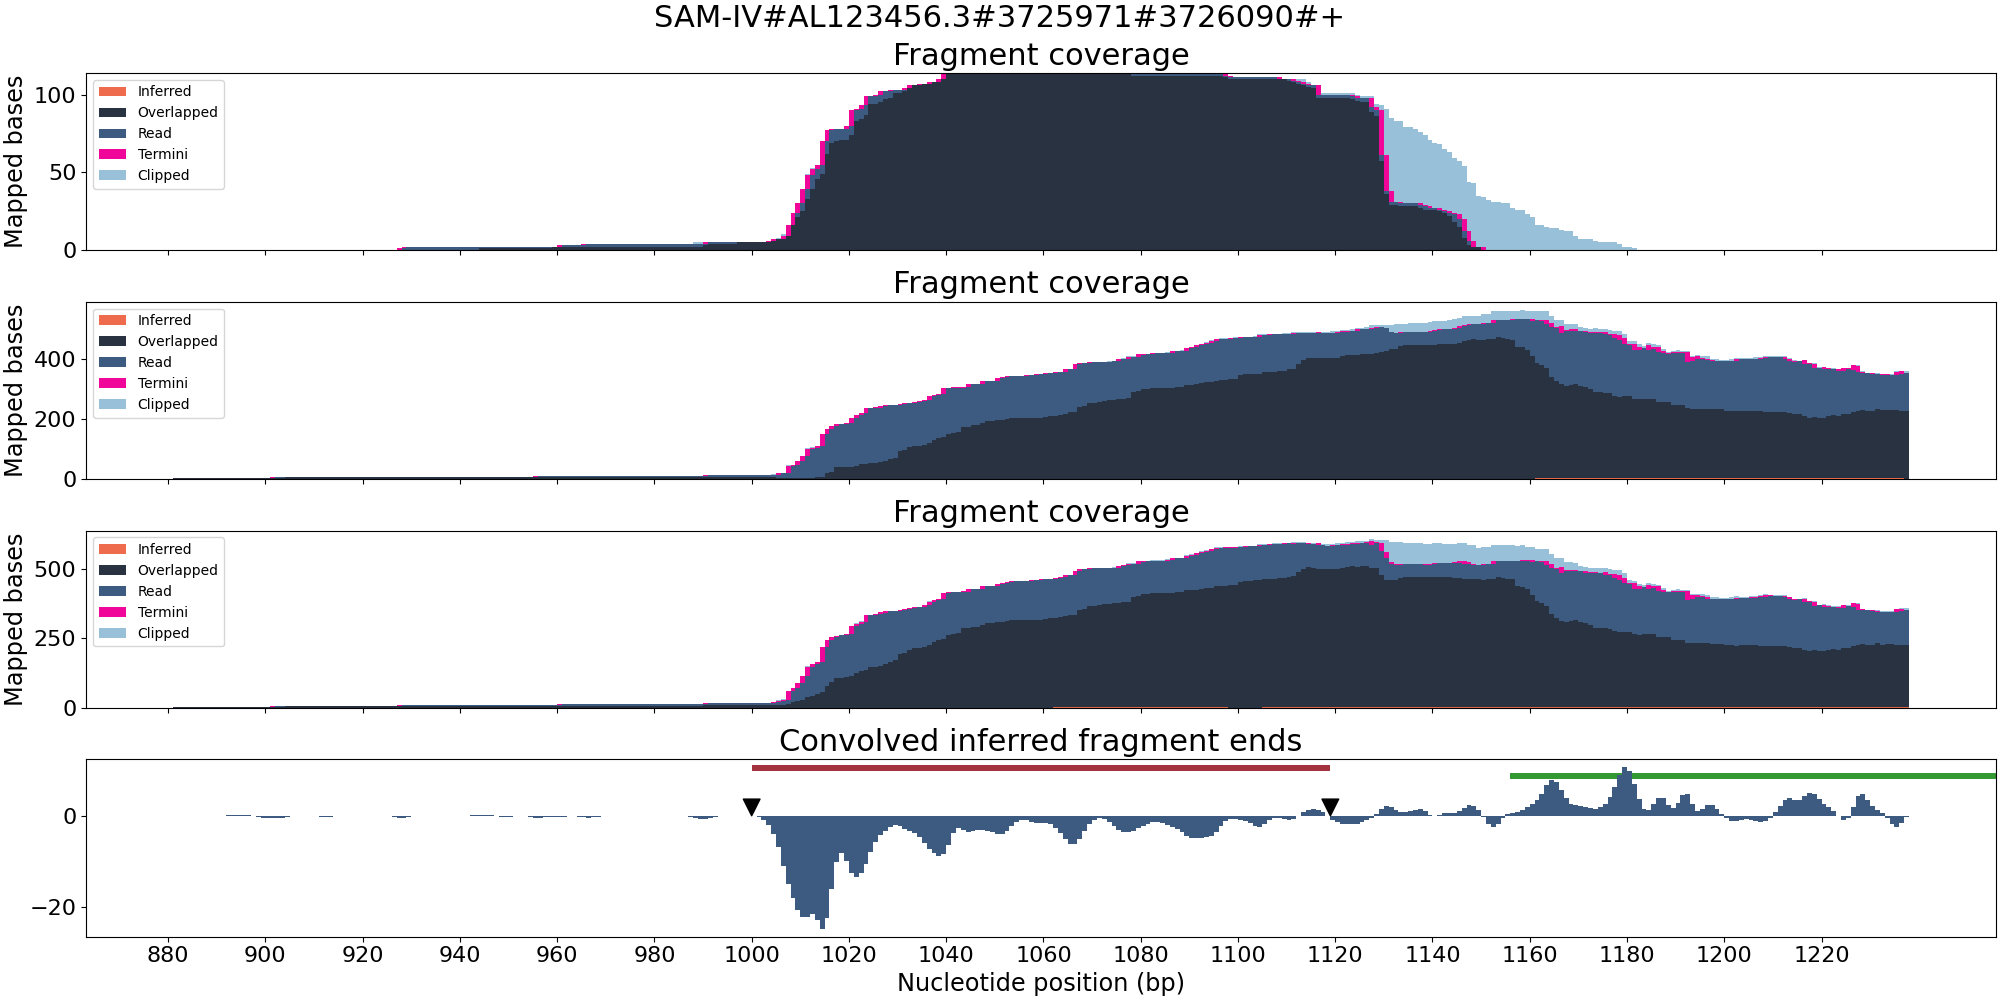 SAM-IV#AL123456.3#3725971#3726090#+
Fragment coverage
Mapped bases
100
50
0
Inferred
Overlapped
Read
Termini
Clipped
Fragment coverage
Mapped bases
400
200
0
Inferred
Overlapped
Read
Termini
Clipped
Fragment coverage
Mapped bases
500
250
0
Inferred
Overlapped
Read
Termini
Clipped
Convolved inferred fragment ends
0
−20
880 900 920 940 960 980 1000 1020 1040 1060 1080 1100 1120 1140 1160 1180 1200 1220
Nucleotide position (bp)